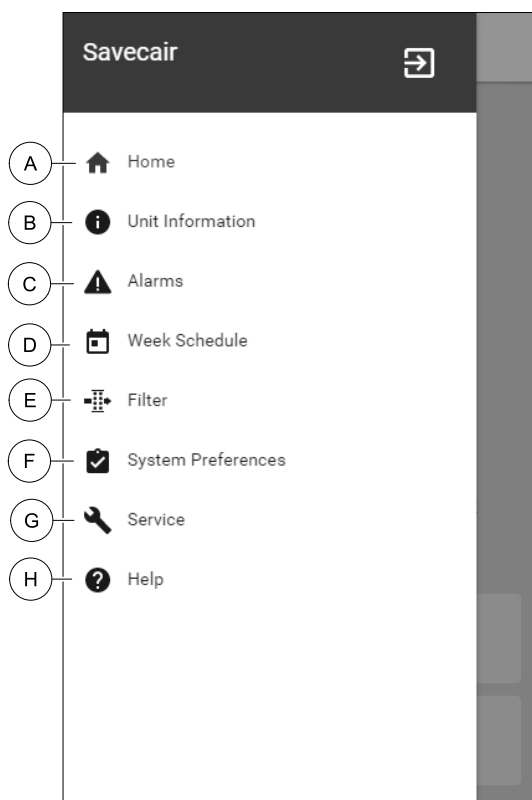 Savecair
A Home
B Unit Information
C Alarms
D Week Schedule
E Filter
F System Preferences
G Service
H Help